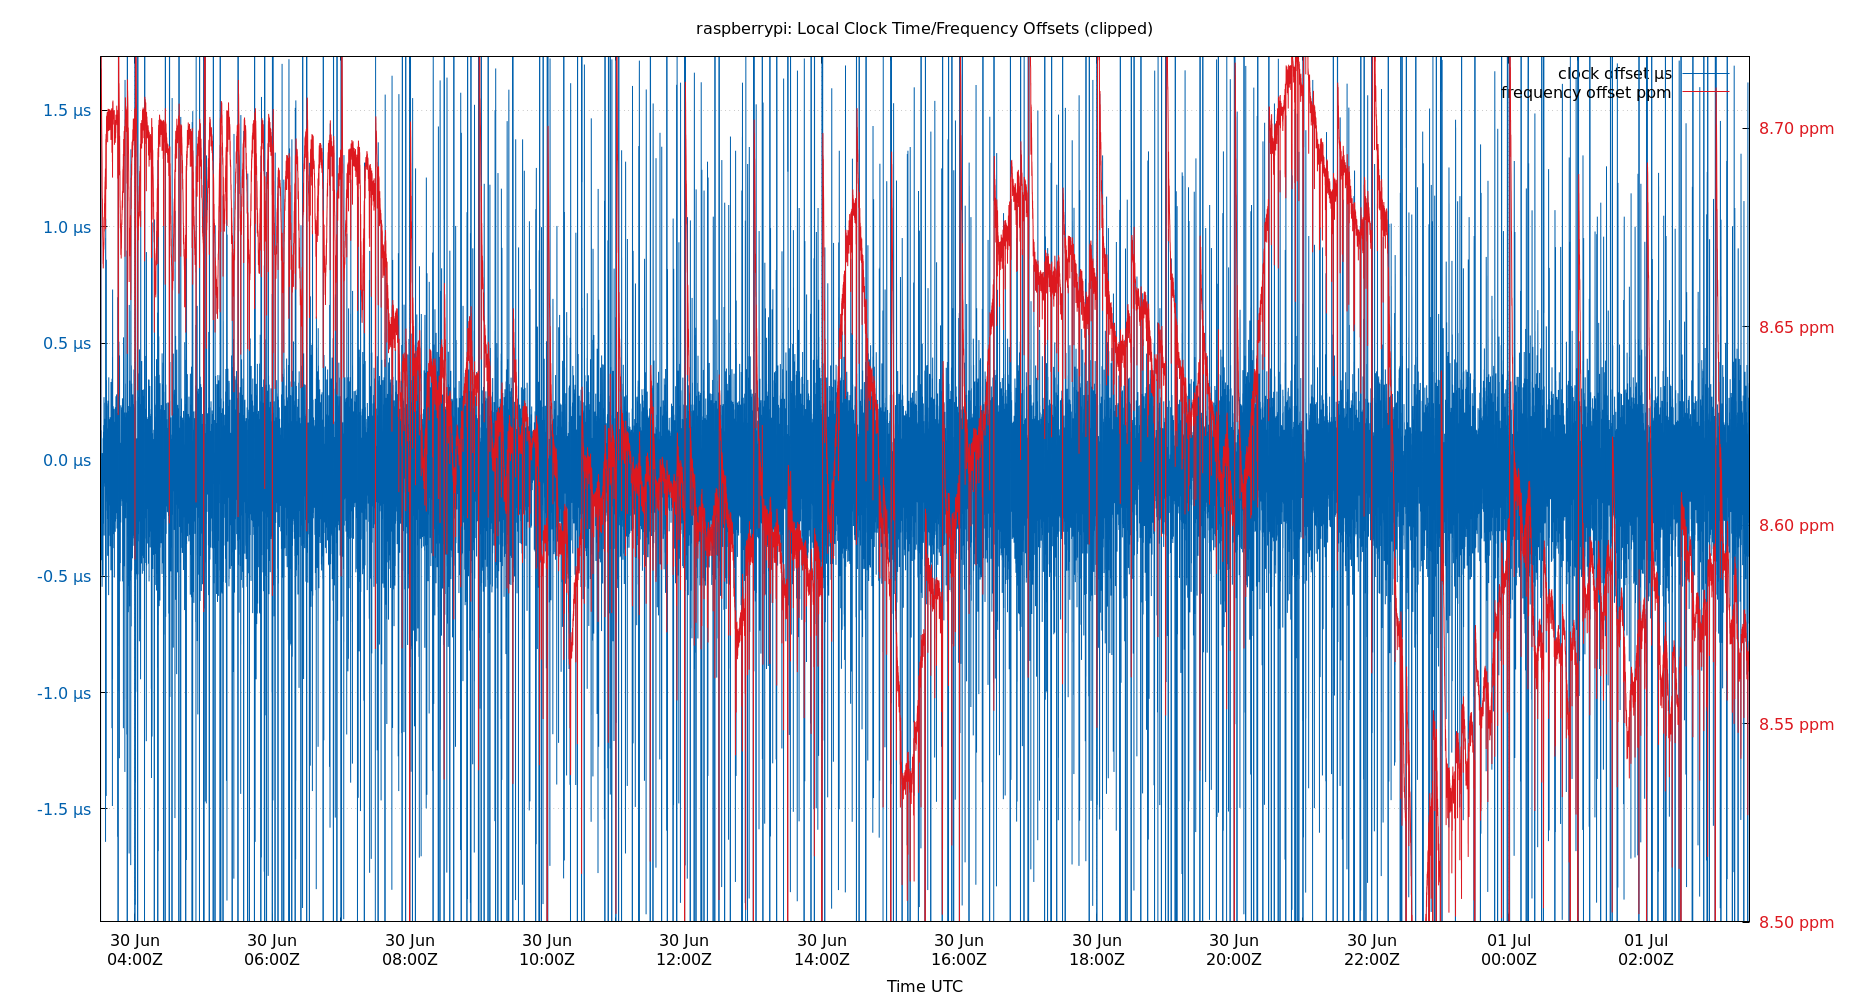 raspberrypi: Local Clock Time/Frequency Offsets (clipped)
clock offset µs
frequency offset ppm
1.5 µs
1.0 µs
0.5 µs
0.0 µs
-0.5 µs
-1.0 µs
-1.5 µs
8.70 ppm
8.65 ppm
8.60 ppm
8.55 ppm
8.50 ppm
30 Jun 30 Jun 30 Jun 30 Jun 30 Jun 30 Jun 30 Jun 30 Jun 30 Jun 30 Jun 01 Jul 01 Jul
04:00Z 06:00Z 08:00Z 10:00Z 12:00Z 14:00Z 16:00Z 18:00Z 20:00Z 22:00Z 00:00Z 02:00Z
Time UTC